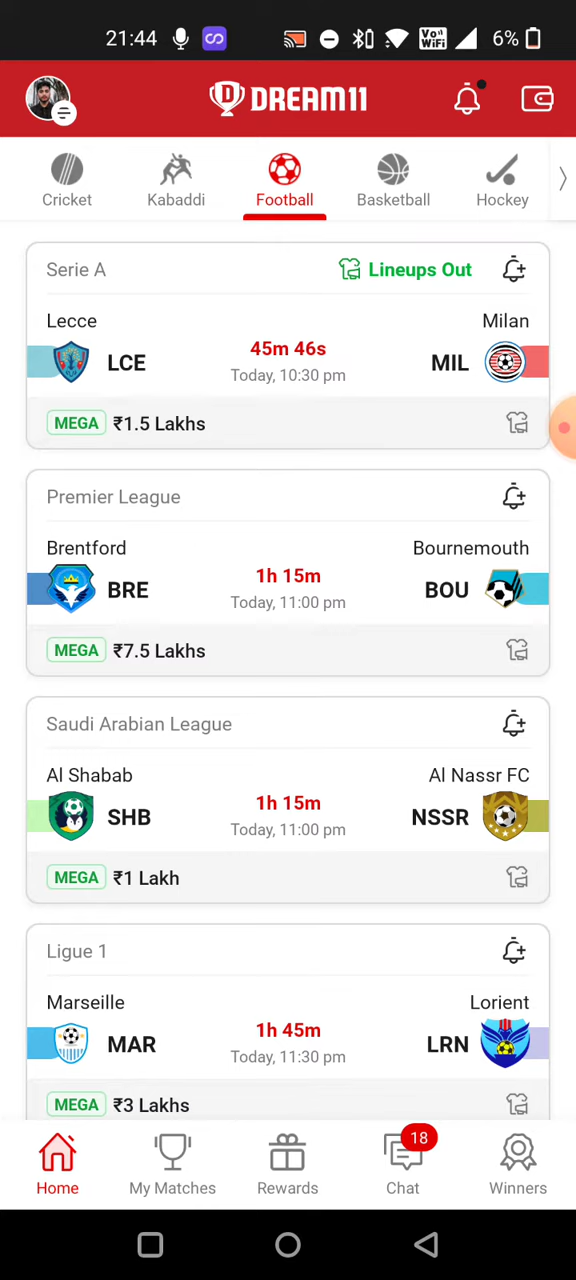 21:44 Vo)) WiFi 6%
DREAM11
Cricket Kabaddi Football Basketball Hockey
Serie A Lineups Out
Lecce Milan
LCE 45m 46s MIL
Today, 10:30 pm
MEGA ₹1.5 Lakhs
Premier League
Brentford Bournemouth
BRE 1h 15m BOU
Today, 11:00 pm
MEGA ₹7.5 Lakhs
Saudi Arabian League
Al Shabab Al Nassr FC
SHB 1h 15m NSSR
Today, 11:00 pm
MEGA ₹1 Lakh
Ligue 1
Marseille Lorient
MAR 1h 45m LRN
Today, 11:30 pm
MEGA ₹3 Lakhs
18
Home My Matches Rewards Chat Winners